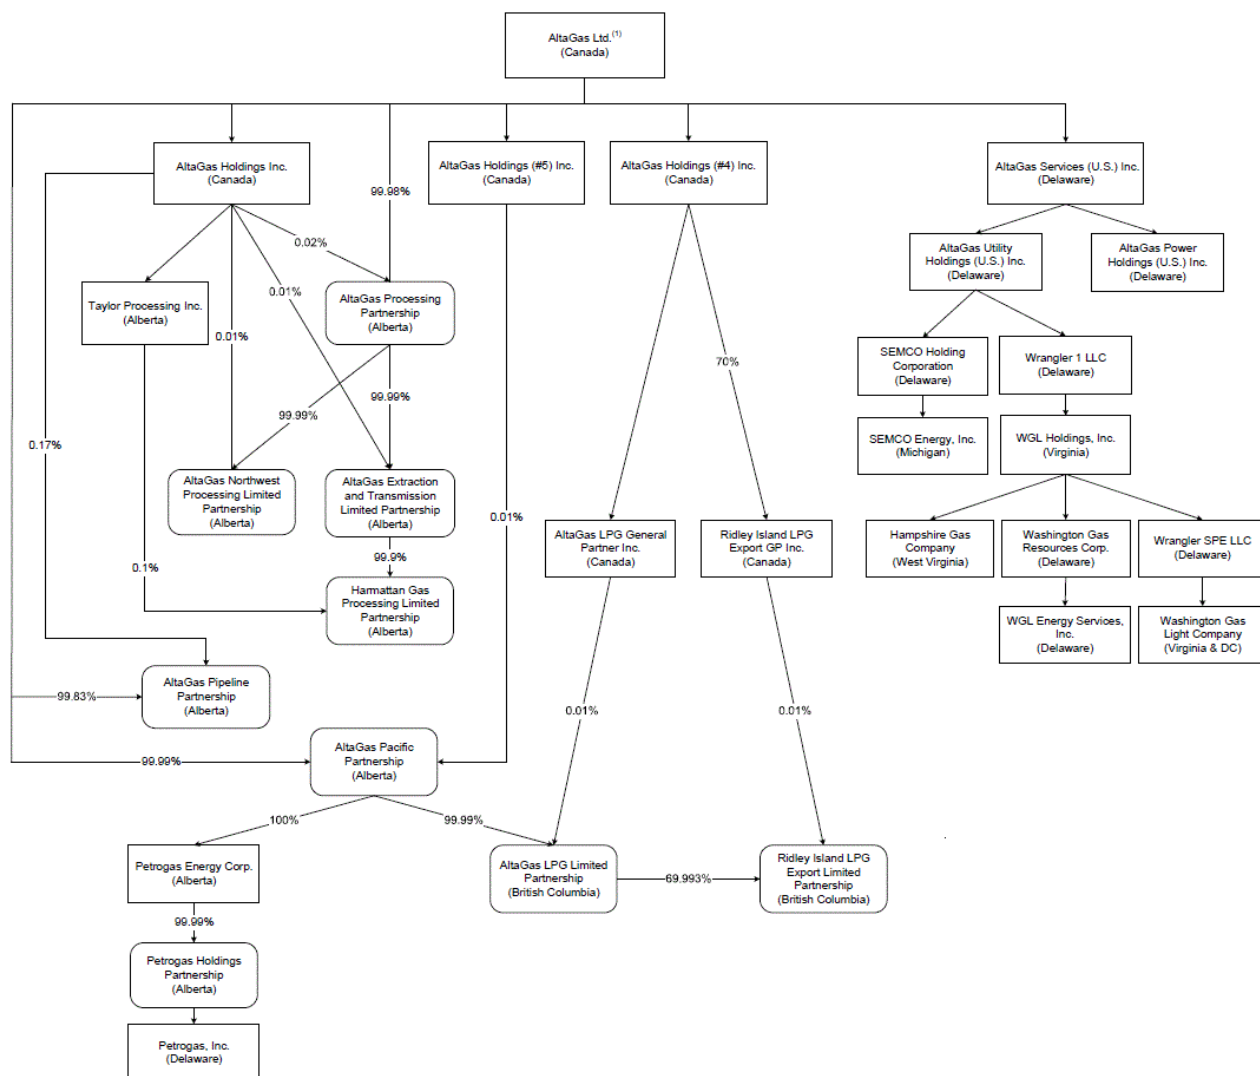 AltaGas Ltd.(1)
(Canada)
AltaGas Holdings Inc.
(Canada)
AltaGas Holdings (#5) Inc.
(Canada)
AltaGas Holdings (#4) Inc.
(Canada)
AltaGas Services (U.S.) Inc.
(Delaware)
99.98%
0.02%
AltaGas Utility
Holdings (U.S.) Inc.
(Delaware)
AltaGas Power
Holdings (U.S.) Inc.
(Delaware)
Taylor Processing Inc.
(Alberta)
0.01%
0.01%
AltaGas Processing
Partnership
(Alberta)
70%
SEMCO Holding
Corporation
(Delaware)
Wrangler 1 LLC
(Delaware)
99.99%
99.99%
0.17%
SEMCO Energy, Inc.
(Michigan)
WGL Holdings, Inc.
(Virginia)
AltaGas Northwest
Processing Limited
Partnership
(Alberta)
AltaGas Extraction
and Transmission
Limited Partnership
(Alberta)
0.01%
AltaGas LPG General
Partner Inc.
(Canada)
Ridley Island LPG
Export GP Inc.
(Canada)
Hampshire Gas
Company
(West Virginia)
Washington Gas
Resources Corp.
(Delaware)
Wrangler SPE LLC
(Delaware)
99.9%
0.1%
Harmattan Gas
Processing Limited
Partnership
(Alberta)
WGL Energy Services,
Inc.
(Delaware)
Washington Gas
Light Company
(Virginia & DC)
99.83%
AltaGas Pipeline
Partnership
(Alberta)
0.01%
0.01%
99.99%
AltaGas Pacific
Partnership
(Alberta)
100%
99.99%
Petrogas Energy Corp.
(Alberta)
AltaGas LPG Limited
Partnership
(British Columbia)
69.993%
Ridley Island LPG
Export Limited
Partnership
(British Columbia)
99.99%
Petrogas Holdings
Partnership
(Alberta)
Petrogas, Inc.
(Delaware)